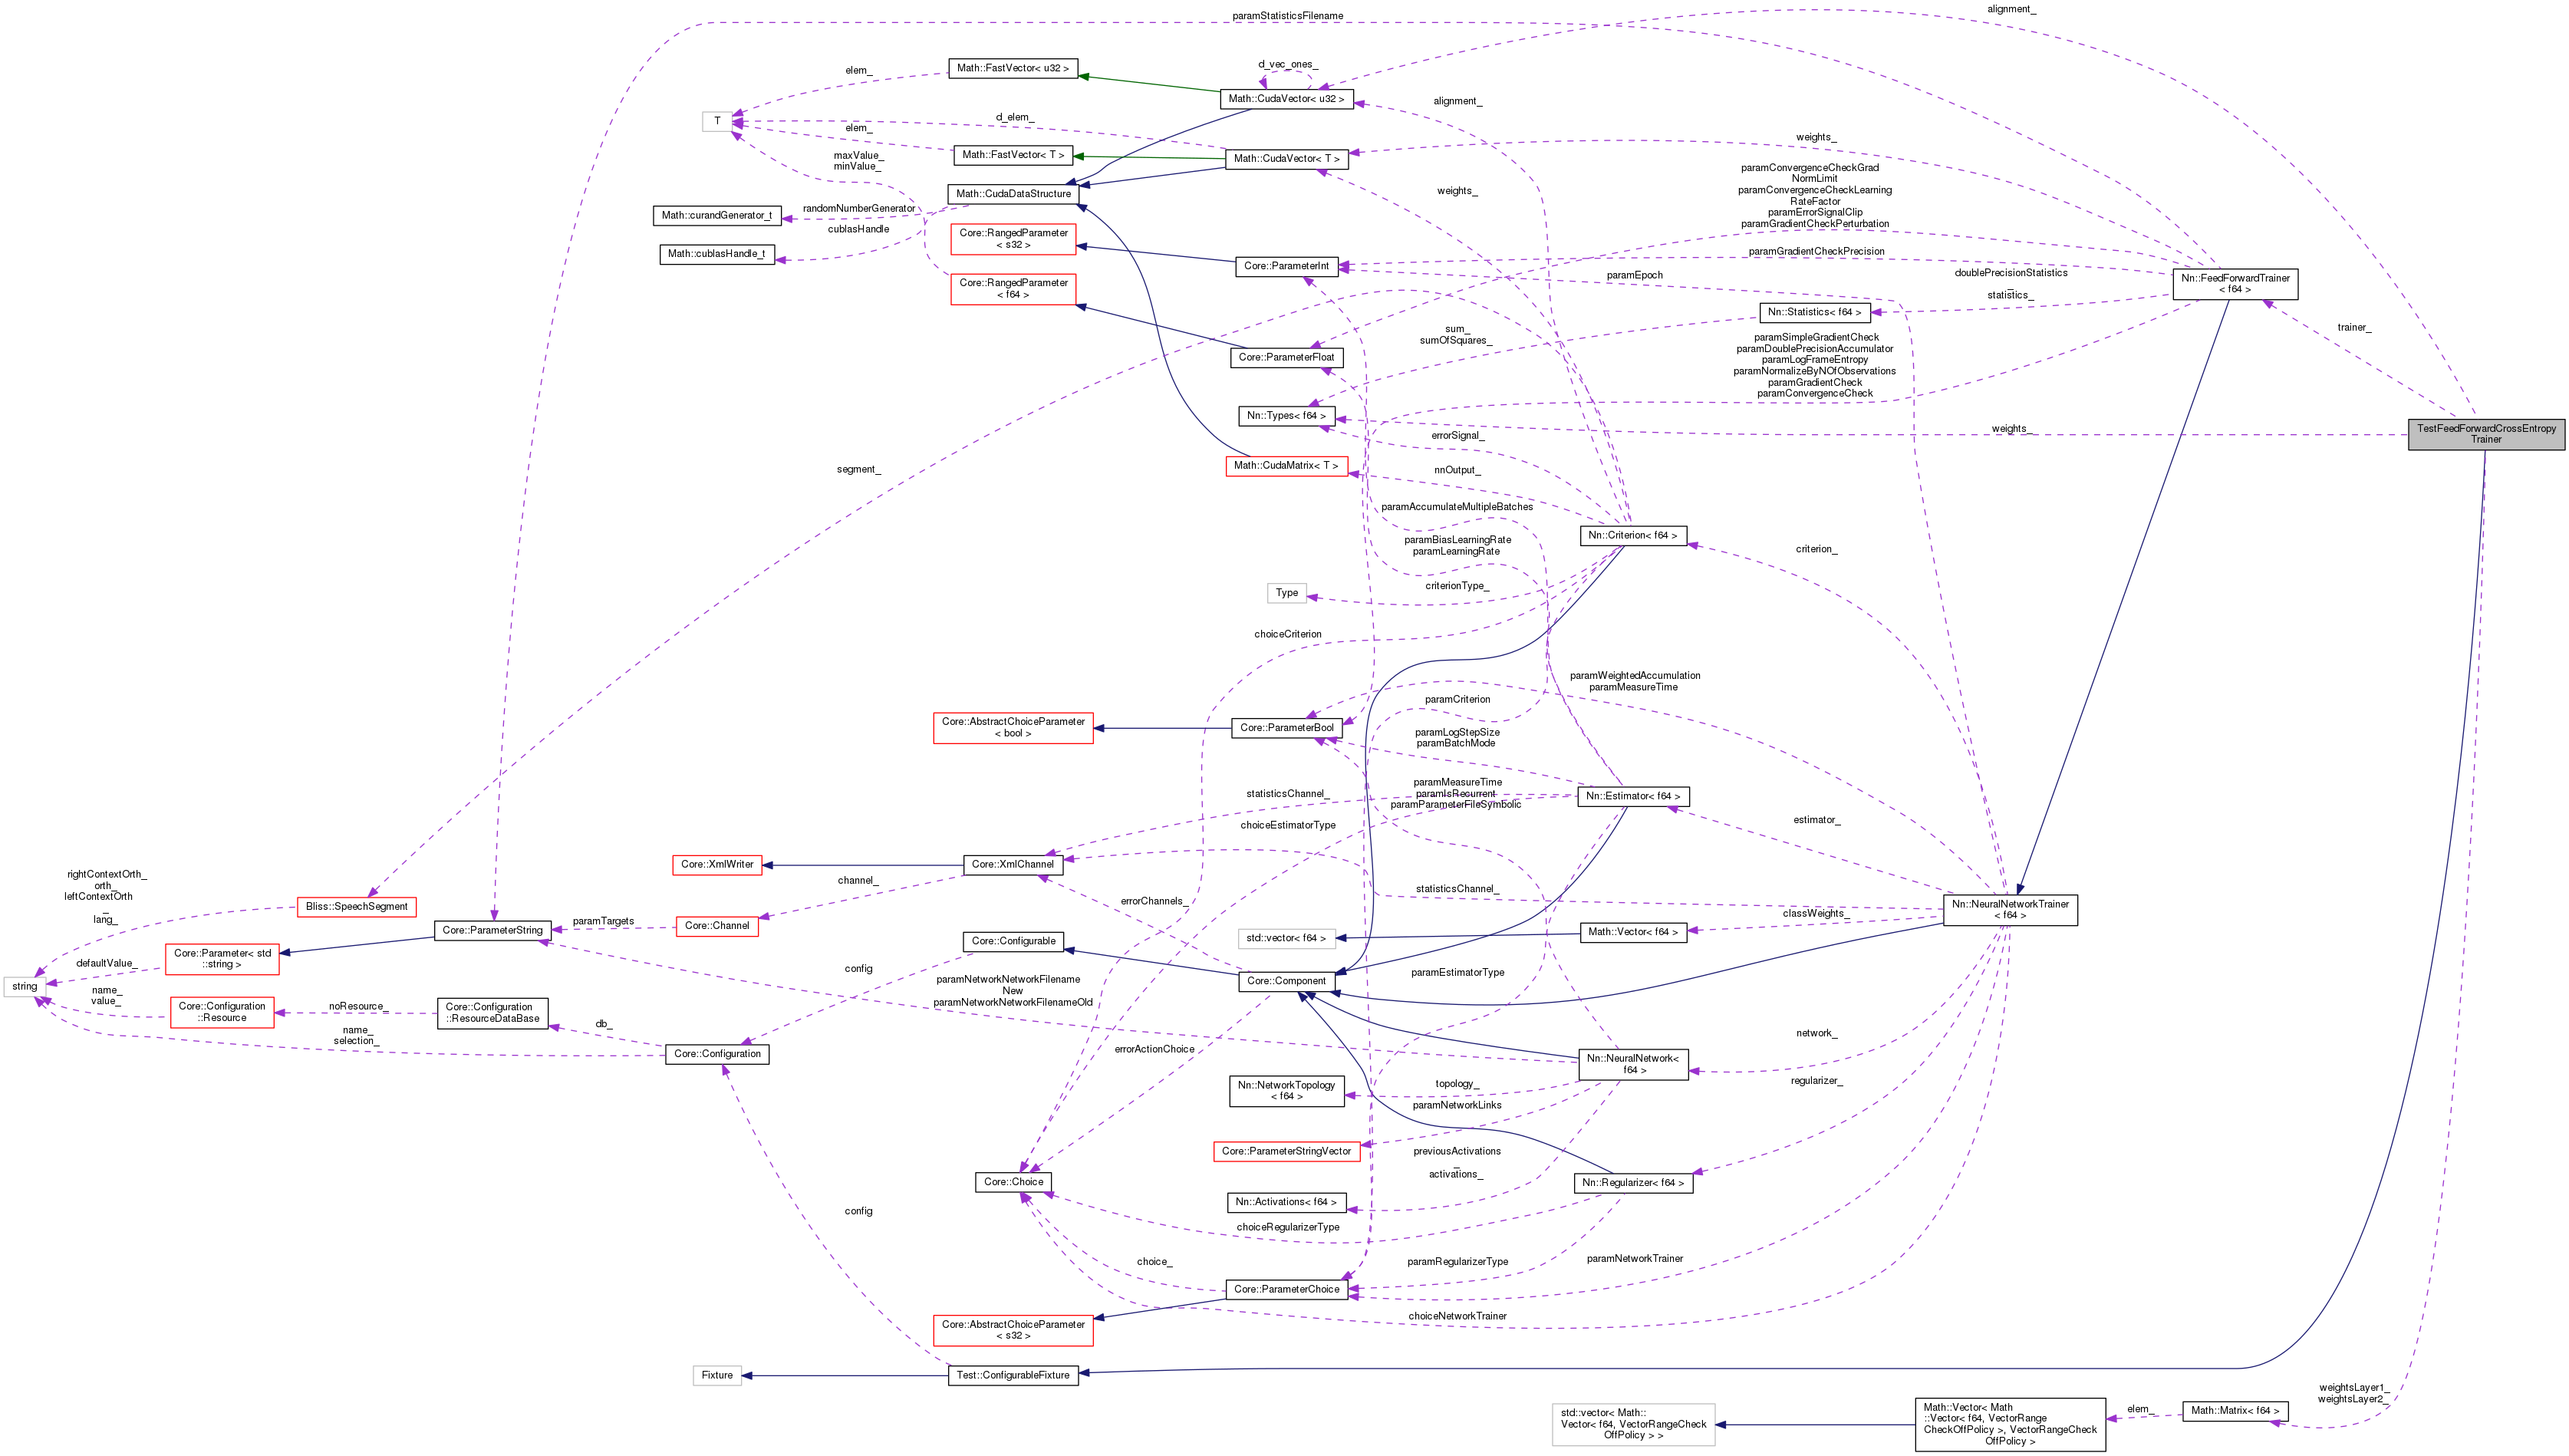 paramStatisticsFilename
alignment_
Math::FastVector< u32 >
elem_
d_vec_ones_
Math::CudaVector< u32 >
alignment_
T
d_elem_
elem_
Math::FastVector< T >
Math::CudaVector< T >
weights_
maxValue_
minValue_
Math::CudaDataStructure
weights_
paramConvergenceCheckGrad
NormLimit
paramConvergenceCheckLearning
RateFactor
paramErrorSignalClip
paramGradientCheckPerturbation
Math::curandGenerator_t
randomNumberGenerator
cublasHandle
Math::cublasHandle_t
Core::RangedParameter
< s32 >
Core::ParameterInt
paramGradientCheckPrecision
paramEpoch
Core::RangedParameter
< f64 >
doublePrecisionStatistics
_
statistics_
Nn::FeedForwardTrainer
< f64 >
Nn::Statistics< f64 >
sum_
sumOfSquares_
trainer_
Core::ParameterFloat
paramSimpleGradientCheck
paramDoublePrecisionAccumulator
paramLogFrameEntropy
paramNormalizeByNOfObservations
paramGradientCheck
paramConvergenceCheck
Nn::Types< f64 >
errorSignal_
weights_
TestFeedForwardCrossEntropy
Trainer
segment_
Math::CudaMatrix< T >
nnOutput_
paramAccumulateMultipleBatches
Nn::Criterion< f64 >
paramBiasLearningRate
paramLearningRate
criterion_
Type
criterionType_
choiceCriterion
paramWeightedAccumulation
paramMeasureTime
paramCriterion
Core::AbstractChoiceParameter
< bool >
Core::ParameterBool
paramLogStepSize
paramBatchMode
statisticsChannel_
paramMeasureTime
paramIsRecurrent
paramParameterFileSymbolic
Nn::Estimator< f64 >
choiceEstimatorType
estimator_
Core::XmlWriter
Core::XmlChannel
channel_
errorChannels_
statisticsChannel_
rightContextOrth_
orth_
leftContextOrth
_
lang_
Bliss::SpeechSegment
Nn::NeuralNetworkTrainer
< f64 >
paramTargets
Core::Channel
Core::ParameterString
classWeights_
std::vector< f64 >
Math::Vector< f64 >
Core::Configurable
Core::Parameter< std
::string >
defaultValue_
config
string
paramNetworkNetworkFilename
New
paramNetworkNetworkFilenameOld
Core::Component
paramEstimatorType
name_
value_
Core::Configuration
::Resource
noResource_
Core::Configuration
::ResourceDataBase
db_
name_
selection_
Core::Configuration
errorActionChoice
network_
Nn::NeuralNetwork<
f64 >
Nn::NetworkTopology
< f64 >
topology_
regularizer_
paramNetworkLinks
Core::ParameterStringVector
previousActivations
_
activations_
Core::Choice
Nn::Regularizer< f64 >
Nn::Activations< f64 >
config
choiceRegularizerType
choice_
paramRegularizerType
paramNetworkTrainer
Core::ParameterChoice
Core::AbstractChoiceParameter
< s32 >
choiceNetworkTrainer
Fixture
Test::ConfigurableFixture
weightsLayer1_
weightsLayer2_
std::vector< Math::
Vector< f64, VectorRangeCheck
OffPolicy > >
Math::Vector< Math
::Vector< f64, VectorRange
CheckOffPolicy >, VectorRangeCheck
OffPolicy >
elem_
Math::Matrix< f64 >